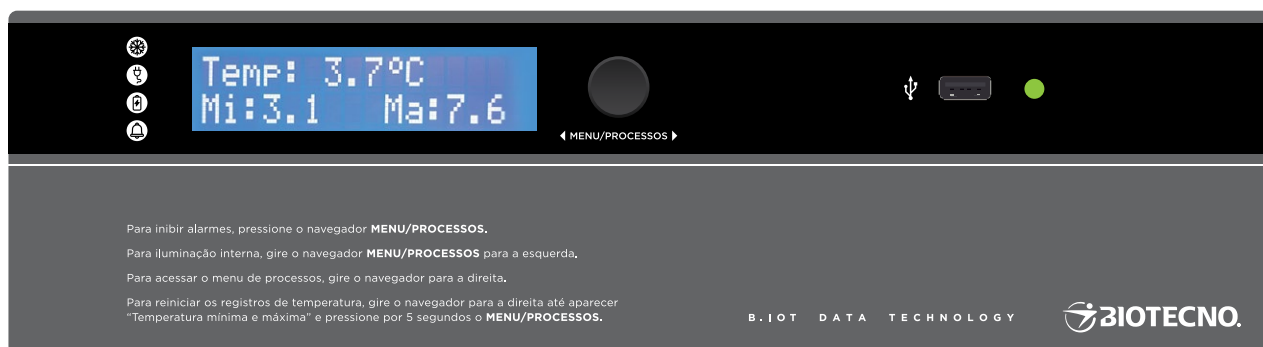 Temp: 3.7ºC
Mi:3.1 Ma:7.6
MENU/PROCESSOS
Para inibir alarmes, pressione o navegador MENU/PROCESSOS.
Para iluminação interna, gire o navegador MENU/PROCESSOS para a esquerda.
Para acessar o menu de processos, gire o navegador para a direita.
Para reiniciar os registros de temperatura, gire o navegador para a direita até aparecer
“Temperatura mínima e máxima” e pressione por 5 segundos o MENU/PROCESSOS.
B.IOT DATA TECHNOLOGY
BIOTECNO.